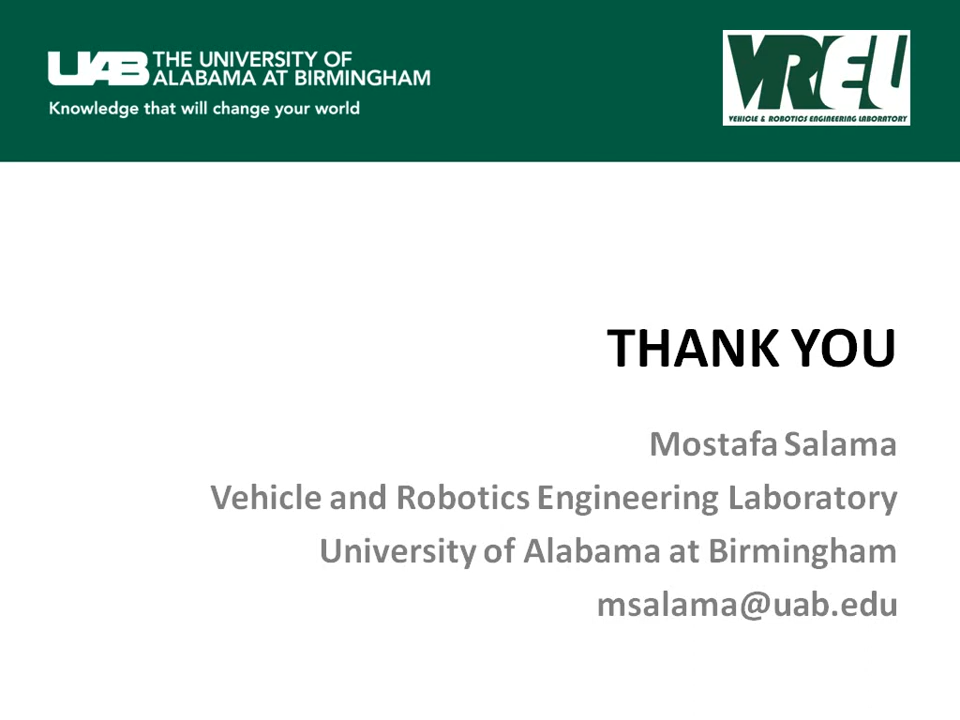 UAB THE UNIVERSITY OF
ALABAMA AT BIRMINGHAM
Knowledge that will change your world
VREL
VEHICLE & ROBOTICS ENGINEERING LABORATORY
THANK YOU
Mostafa Salama
Vehicle and Robotics Engineering Laboratory
University of Alabama at Birmingham
msalama@uab.edu